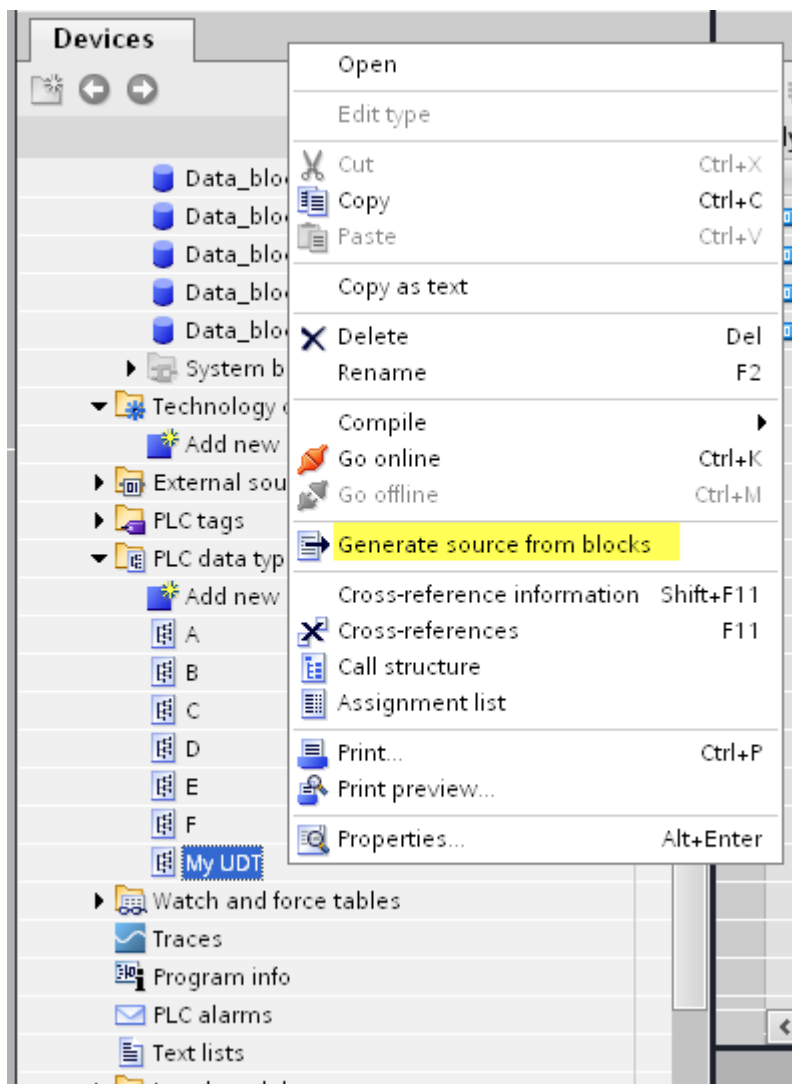 Devices
Open
Edit type
Cut Ctrl+X
Copy Ctrl+C
Paste Ctrl+V
Copy as text
Delete Del
Rename F2
Compile
Go online Ctrl+K
Go offline Ctrl+M
Generate source from blocks
Cross-reference information Shift+F11
Cross-references F11
Call structure
Assignment list
Print... Ctrl+P
Print preview...
Properties... Alt+Enter
Data_blo
Data_blo
Data_blo
Data_blo
Data_blo
System b
Technology
Add new
External sou
PLC tags
PLC data typ
Add new
A
B
C
D
E
F
My UDT
Watch and force tables
Traces
Program info
PLC alarms
Text lists